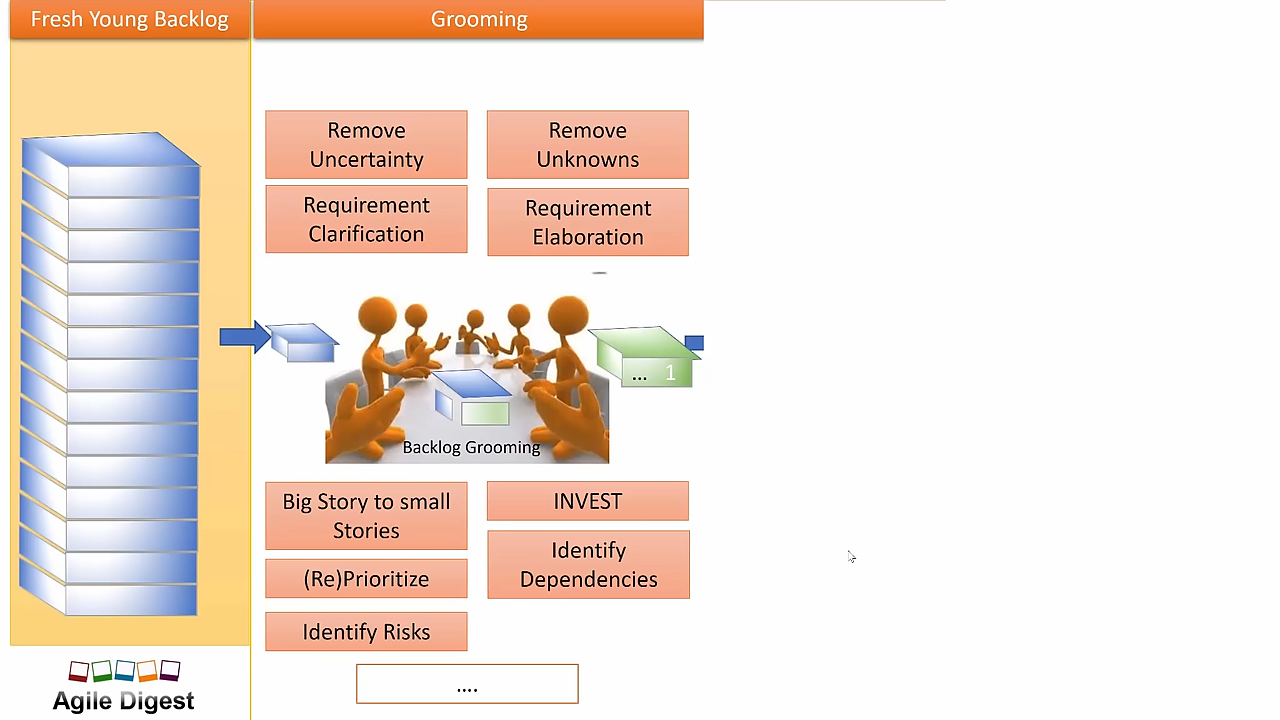 Fresh Young Backlog
Grooming
Remove
Uncertainty
Remove
Unknowns
Requirement
Clarification
Requirement
Elaboration
... 1
Backlog Grooming
Big Story to small
Stories
INVEST
(Re)Prioritize
Identify
Dependencies
Identify Risks
....
Agile Digest